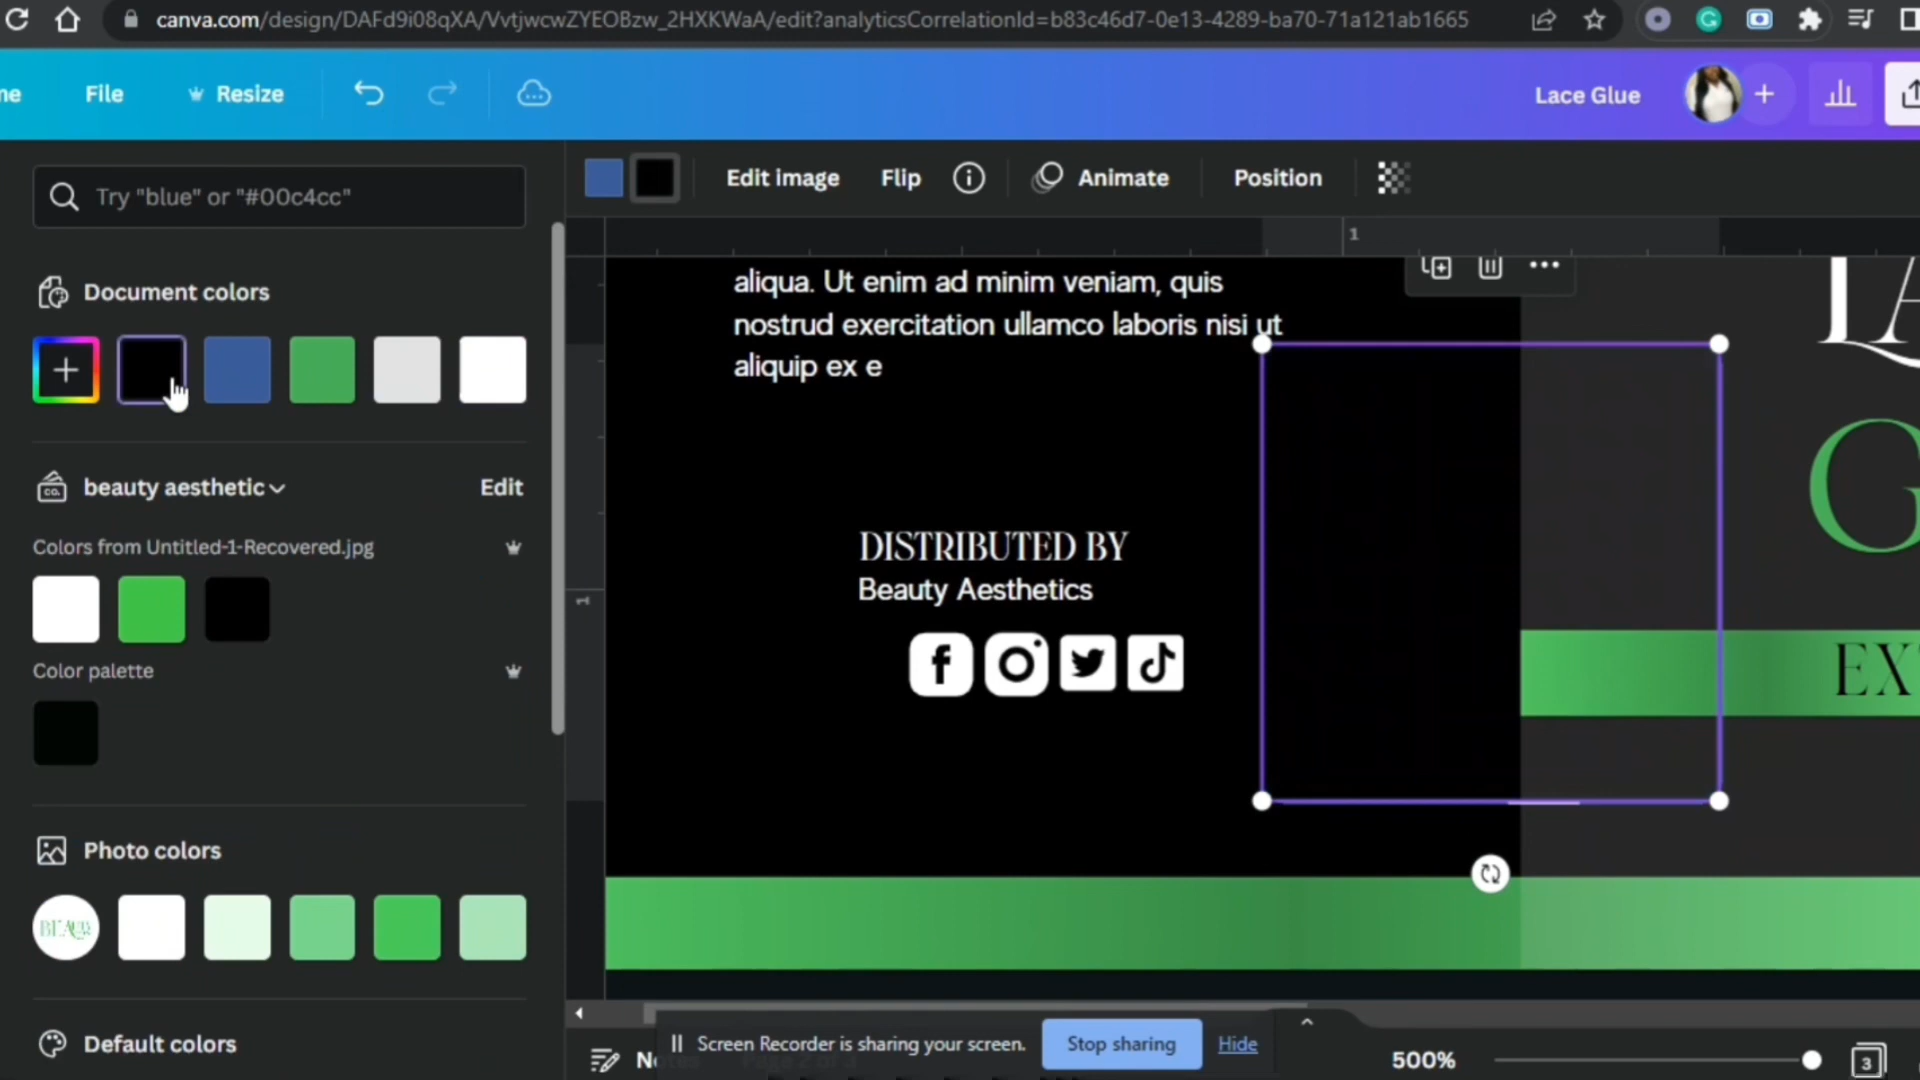 canva.com/design/DAFd9i08qXA/VvtjwcwZYEOBzw_2HXKWaA/edit?analyticsCorrelationId=b83c46d7-0e13-4289-ba70-71a121ab1665
File
Resize
Lace Glue
Try "blue" or "#00c4cc"
Edit image
Flip
Animate
Position
Document colors
1
aliqua. Ut enim ad minim veniam, quis
nostrud exercitation ullamco laboris nisi ut
aliquip ex e
beauty aesthetic
Edit
Colors from Untitled-1-Recovered.jpg
G
DISTRIBUTED BY
Beauty Aesthetics
1
Color palette
EX
Photo colors
BEAUTY
Default colors
Screen Recorder is sharing your screen.
Stop sharing
Hide
500%
3